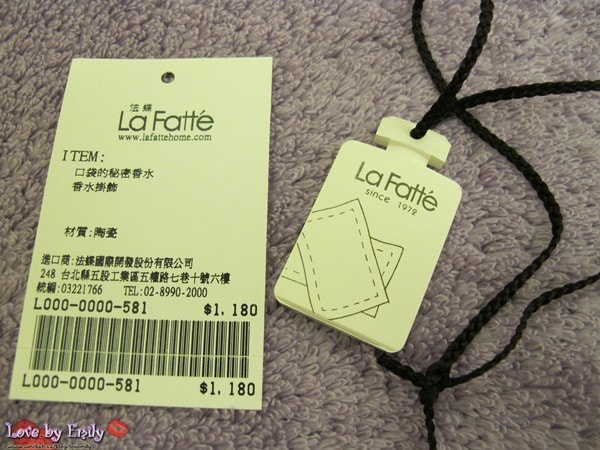 法蝶
La Fatté
www.lafattehome.com
ITEM:
口袋的秘密香水
香水掛飾
材質:陶瓷
進口商:法蝶國際開發股份有限公司
248 台北縣五股工業區五權路七巷十號六樓
統編:03221766 TEL:02-8990-2000
L000-0000-581 $1,180
L000-0000-581 $1,180
La Fatté
since 1972
Love by Emily